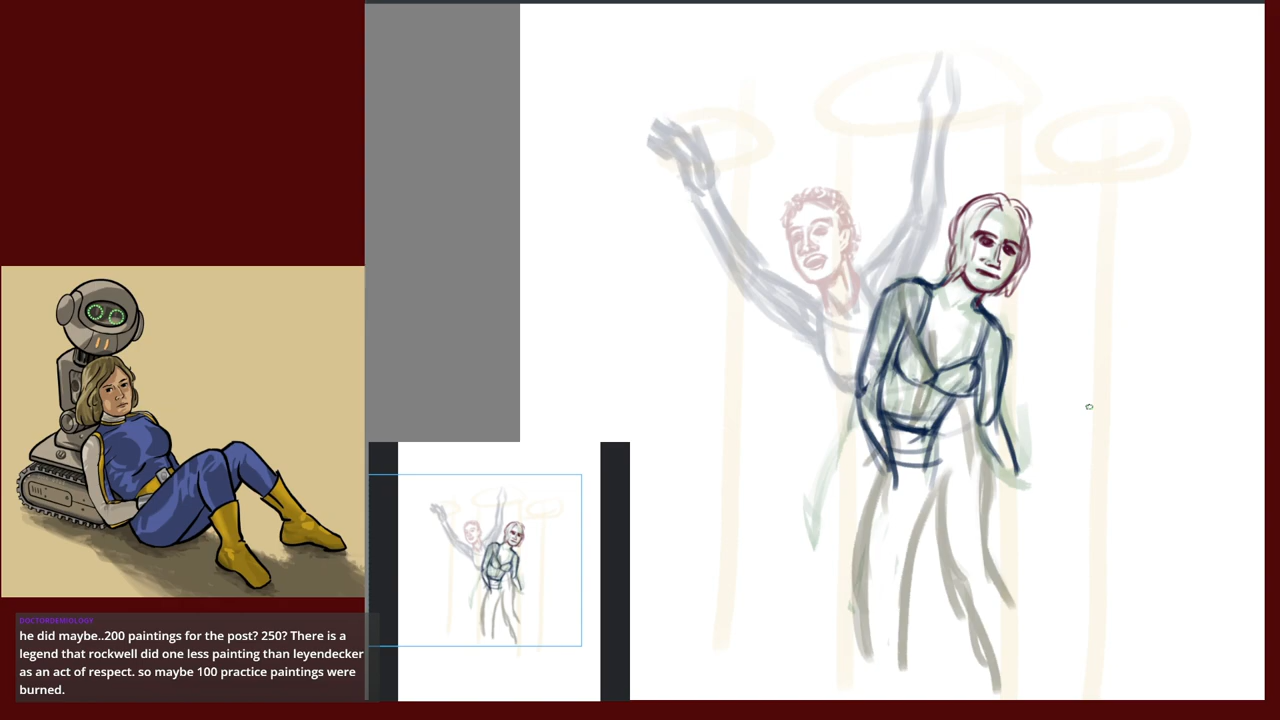 DOCTORDEMIOLOGY
he did maybe..200 paintings for the post? 250? There is a
legend that rockwell did one less painting than leyendecker
as an act of respect. so maybe 100 practice paintings were
burned.